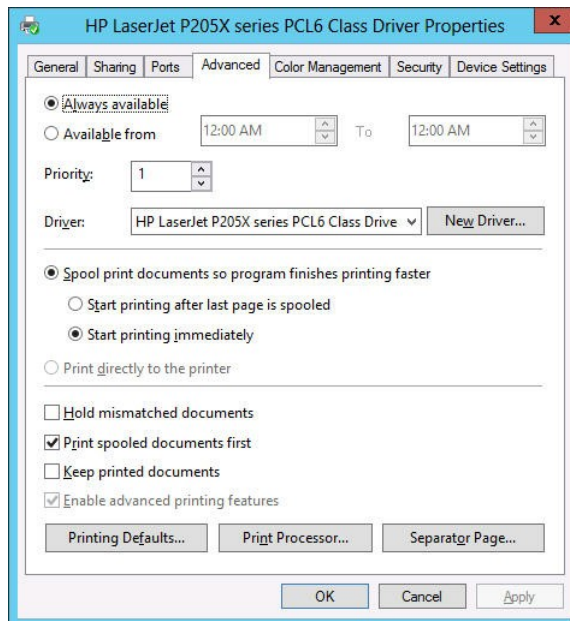 HP LaserJet P205X series PCL6 Class Driver Properties
x
General Sharing Ports Advanced Color Management Security Device Settings
Always available
Available from 12:00 AM To 12:00 AM
Priority: 1
Driver: HP LaserJet P205X series PCL6 Class Drive New Driver...
Spool print documents so program finishes printing faster
Start printing after last page is spooled
Start printing immediately
Print directly to the printer
Hold mismatched documents
Print spooled documents first
Keep printed documents
Enable advanced printing features
Printing Defaults... Print Processor... Separator Page...
OK Cancel Apply